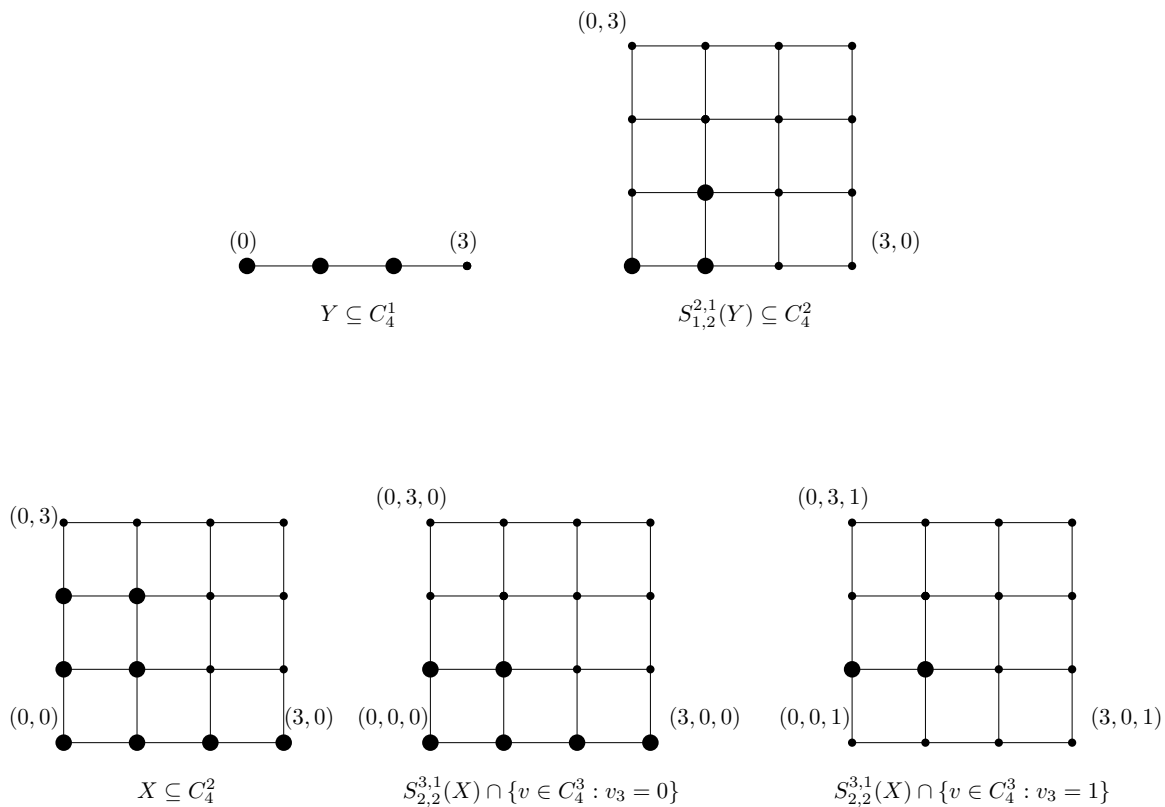 (0, 3)
(0)
(3)
(3, 0)
Y ⊆ C_4^1
S_{1,2}^{2,1}(Y) ⊆ C_4^2
(0, 3)
(0, 3, 0)
(0, 3, 1)
(0, 0)
(3, 0)
(0, 0, 0)
(3, 0, 0)
(0, 0, 1)
(3, 0, 1)
X ⊆ C_4^2
S_{2,2}^{3,1}(X) ∩ {v ∈ C_4^3 : v_3 = 0}
S_{2,2}^{3,1}(X) ∩ {v ∈ C_4^3 : v_3 = 1}